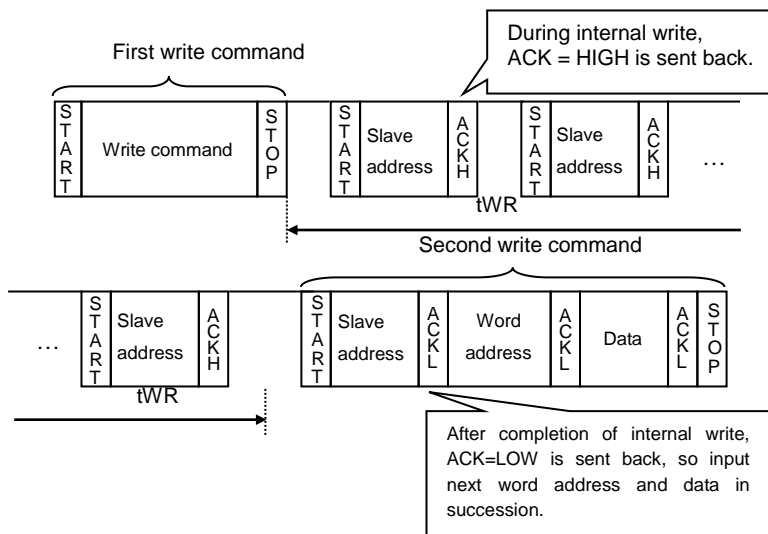 First write command
During internal write,
ACK = HIGH is sent back.
START
Write command
STOP
START
Slave
address
ACKH
START
Slave
address
ACKH
…
tWR
Second write command
…
START
Slave
address
ACKH
START
Slave
address
ACKL
Word
address
ACKL
Data
ACKL
STOP
tWR
After completion of internal write,
ACK=LOW is sent back, so input
next word address and data in
succession.